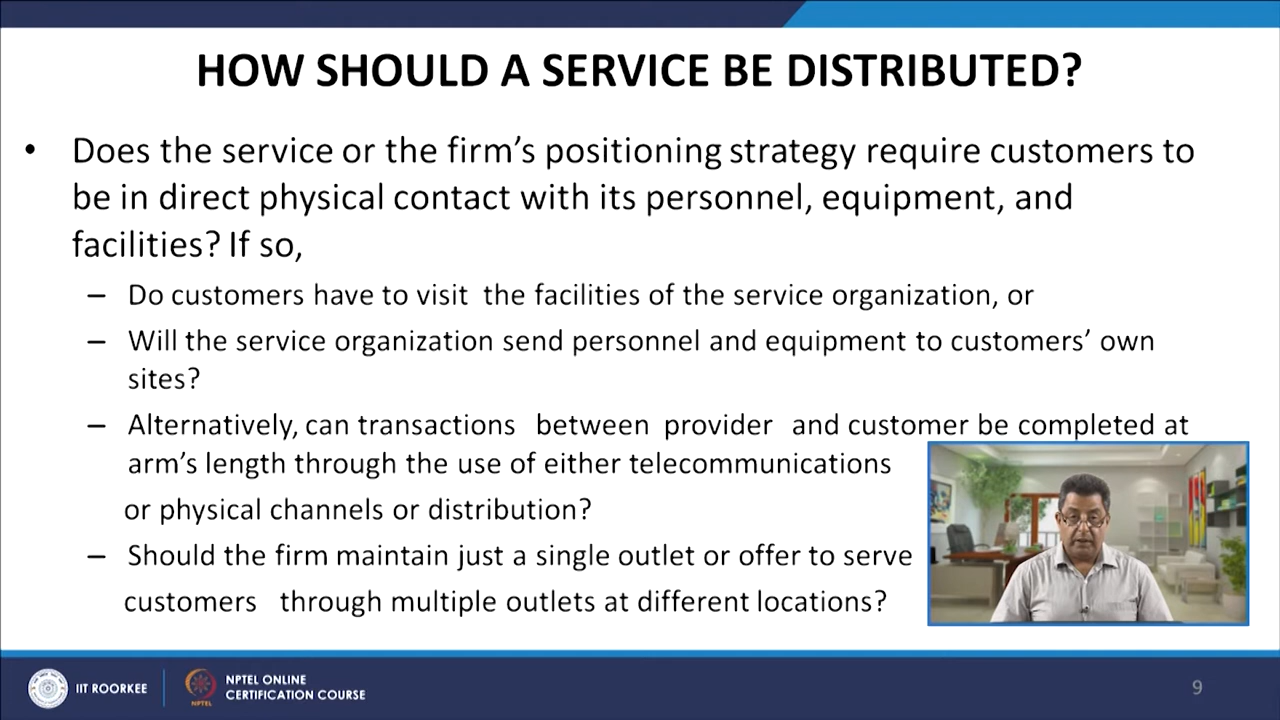 HOW SHOULD A SERVICE BE DISTRIBUTED?
• Does the service or the firm’s positioning strategy require customers to
be in direct physical contact with its personnel, equipment, and
facilities? If so,
– Do customers have to visit the facilities of the service organization, or
– Will the service organization send personnel and equipment to customers’ own
sites?
– Alternatively, can transactions between provider and customer be completed at
arm’s length through the use of either telecommunications
or physical channels or distribution?
– Should the firm maintain just a single outlet or offer to serve
customers through multiple outlets at different locations?
IIT ROORKEE
NPTEL
NPTEL ONLINE
CERTIFICATION COURSE
9